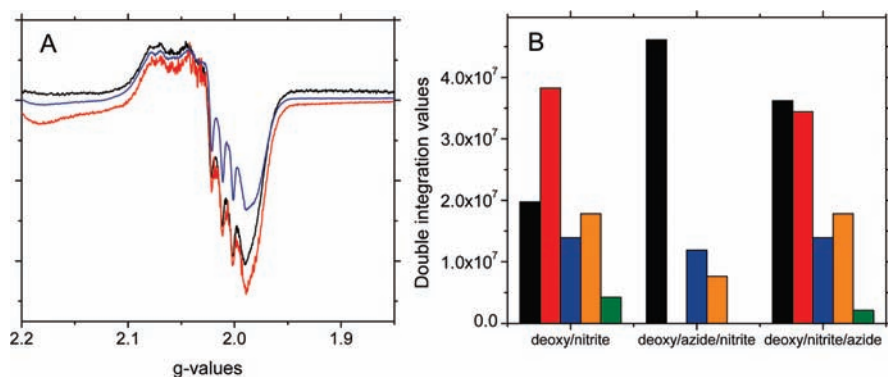 A
2.2
2.1
2.0
1.9
g-values
B
Double integration values
4.0x10⁷
3.0x10⁷
2.0x10⁷
1.0x10⁷
0.0
deoxy/nitrite
deoxy/azide/nitrite
deoxy/nitrite/azide